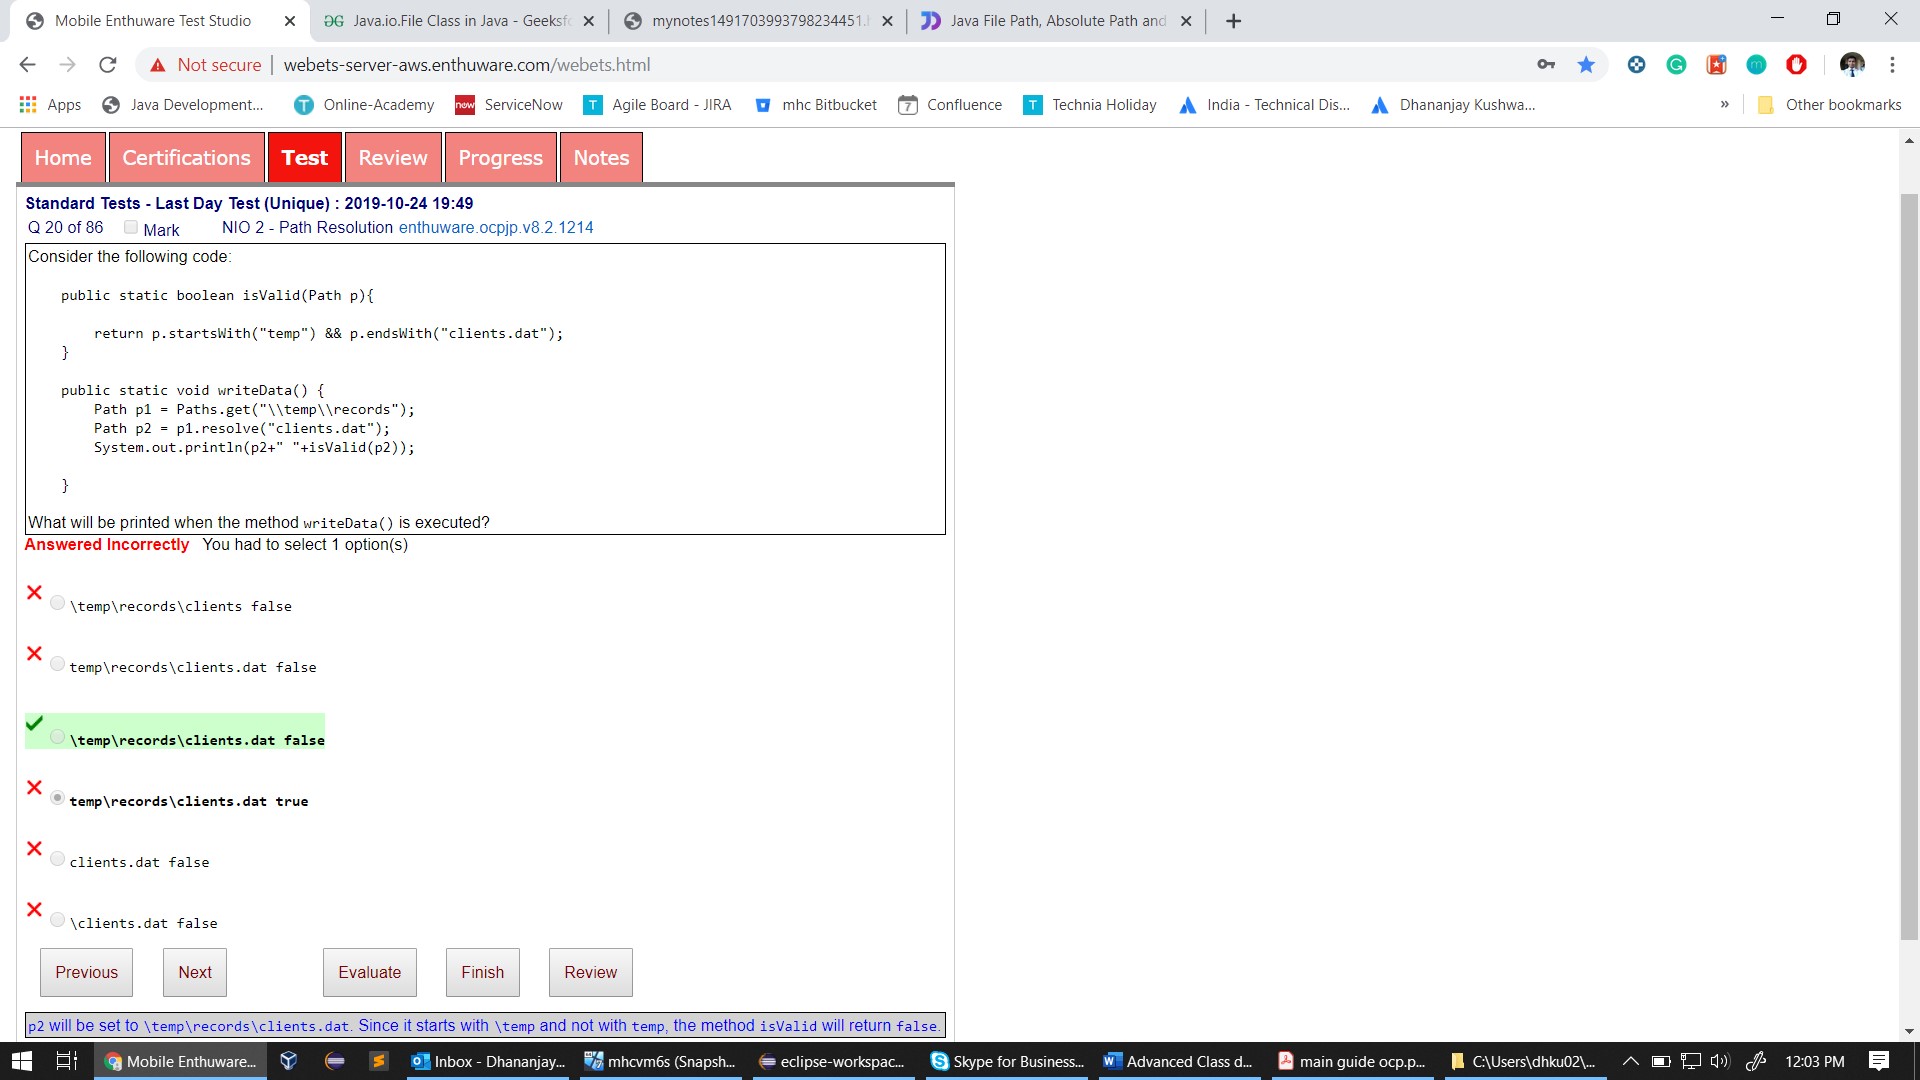 Mobile Enthuware Test Studio
Java.io.File Class in Java - Geeksf
mynotes1491703993798234451.h
Java File Path, Absolute Path and
Not secure | webets-server-aws.enthuware.com/webets.html
Apps Java Development... Online-Academy ServiceNow Agile Board - JIRA mhc Bitbucket Confluence Technia Holiday India - Technical Dis... Dhananjay Kushwa... » Other bookmarks
Home Certifications Test Review Progress Notes
Standard Tests - Last Day Test (Unique) : 2019-10-24 19:49
Q 20 of 86 Mark NIO 2 - Path Resolution enthuware.ocpjp.v8.2.1214
Consider the following code:
public static boolean isValid(Path p){
return p.startsWith("temp") && p.endsWith("clients.dat");
}
public static void writeData() {
Path p1 = Paths.get("\\temp\\records");
Path p2 = p1.resolve("clients.dat");
System.out.println(p2+" "+isValid(p2));
}
What will be printed when the method writeData() is executed?
Answered Incorrectly You had to select 1 option(s)
\temp\records\clients false
temp\records\clients.dat false
\temp\records\clients.dat false
temp\records\clients.dat true
clients.dat false
\clients.dat false
Previous Next Evaluate Finish Review
p2 will be set to \temp\records\clients.dat. Since it starts with \temp and not with temp, the method isValid will return false.
Mobile Enthuware... Inbox - Dhananjay... mhcvm6s (Snapsh... eclipse-workspac... Skype for Business... Advanced Class d... main guide ocp.p... C:\Users\dhku02\... 12:03 PM